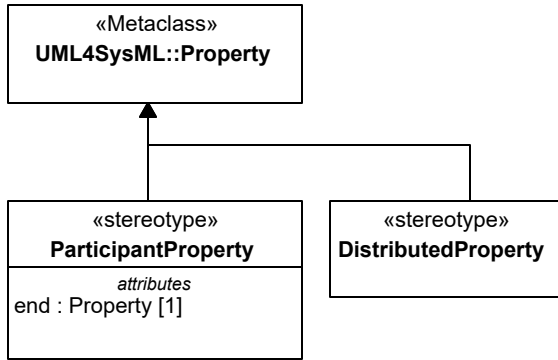 «Metaclass»
UML4SysML::Property
«stereotype»
ParticipantProperty
attributes
end : Property [1]
«stereotype»
DistributedProperty